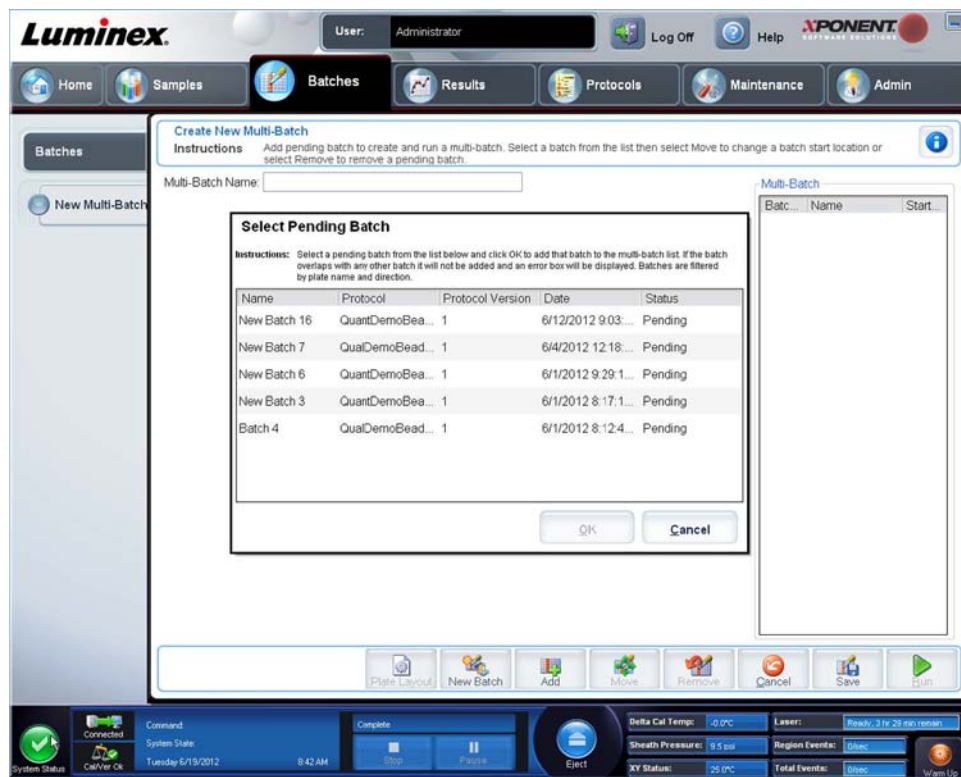 Luminex.
User: Administrator
Log Off
Help
XPONENT.
SOFTWARE SOLUTIONS
Home
Samples
Batches
Results
Protocols
Maintenance
Admin
Batches
New Multi-Batch
Create New Multi-Batch
Instructions Add pending batch to create and run a multi-batch. Select a batch from the list then select Move to change a batch start location or
select Remove to remove a pending batch.
Multi-Batch Name:
Multi-Batch
Batc... Name Start...
Select Pending Batch
Instructions: Select a pending batch from the list below and click OK to add that batch to the multi-batch list. If the batch
overlaps with any other batch it will not be added and an error box will be displayed. Batches are filtered
by plate name and direction.
Name Protocol Protocol Version Date Status
New Batch 16 QuantDemoBea... 1 6/12/2012 9:03:... Pending
New Batch 7 QualDemoBead... 1 6/4/2012 12:18:... Pending
New Batch 6 QuantDemoBea... 1 6/1/2012 9:29:1... Pending
New Batch 3 QuantDemoBea... 1 6/1/2012 8:17:1... Pending
Batch 4 QualDemoBead... 1 6/1/2012 8:12:4... Pending
OK
Cancel
Plate Layout
New Batch
Add
Move
Remove
Cancel
Save
Run
System Status
Connected
Cal/Ver Ok
Command:
System State:
Tuesday 6/19/2012 8:42 AM
Complete
Stop
Pause
Eject
Delta Cal Temp: -0.0°C
Sheath Pressure: 9.5 psi
XY Status: 25.0°C
Laser: Ready. 3 hr 29 min remain
Region Events: 0/sec
Total Events: 0/sec
Warm Up